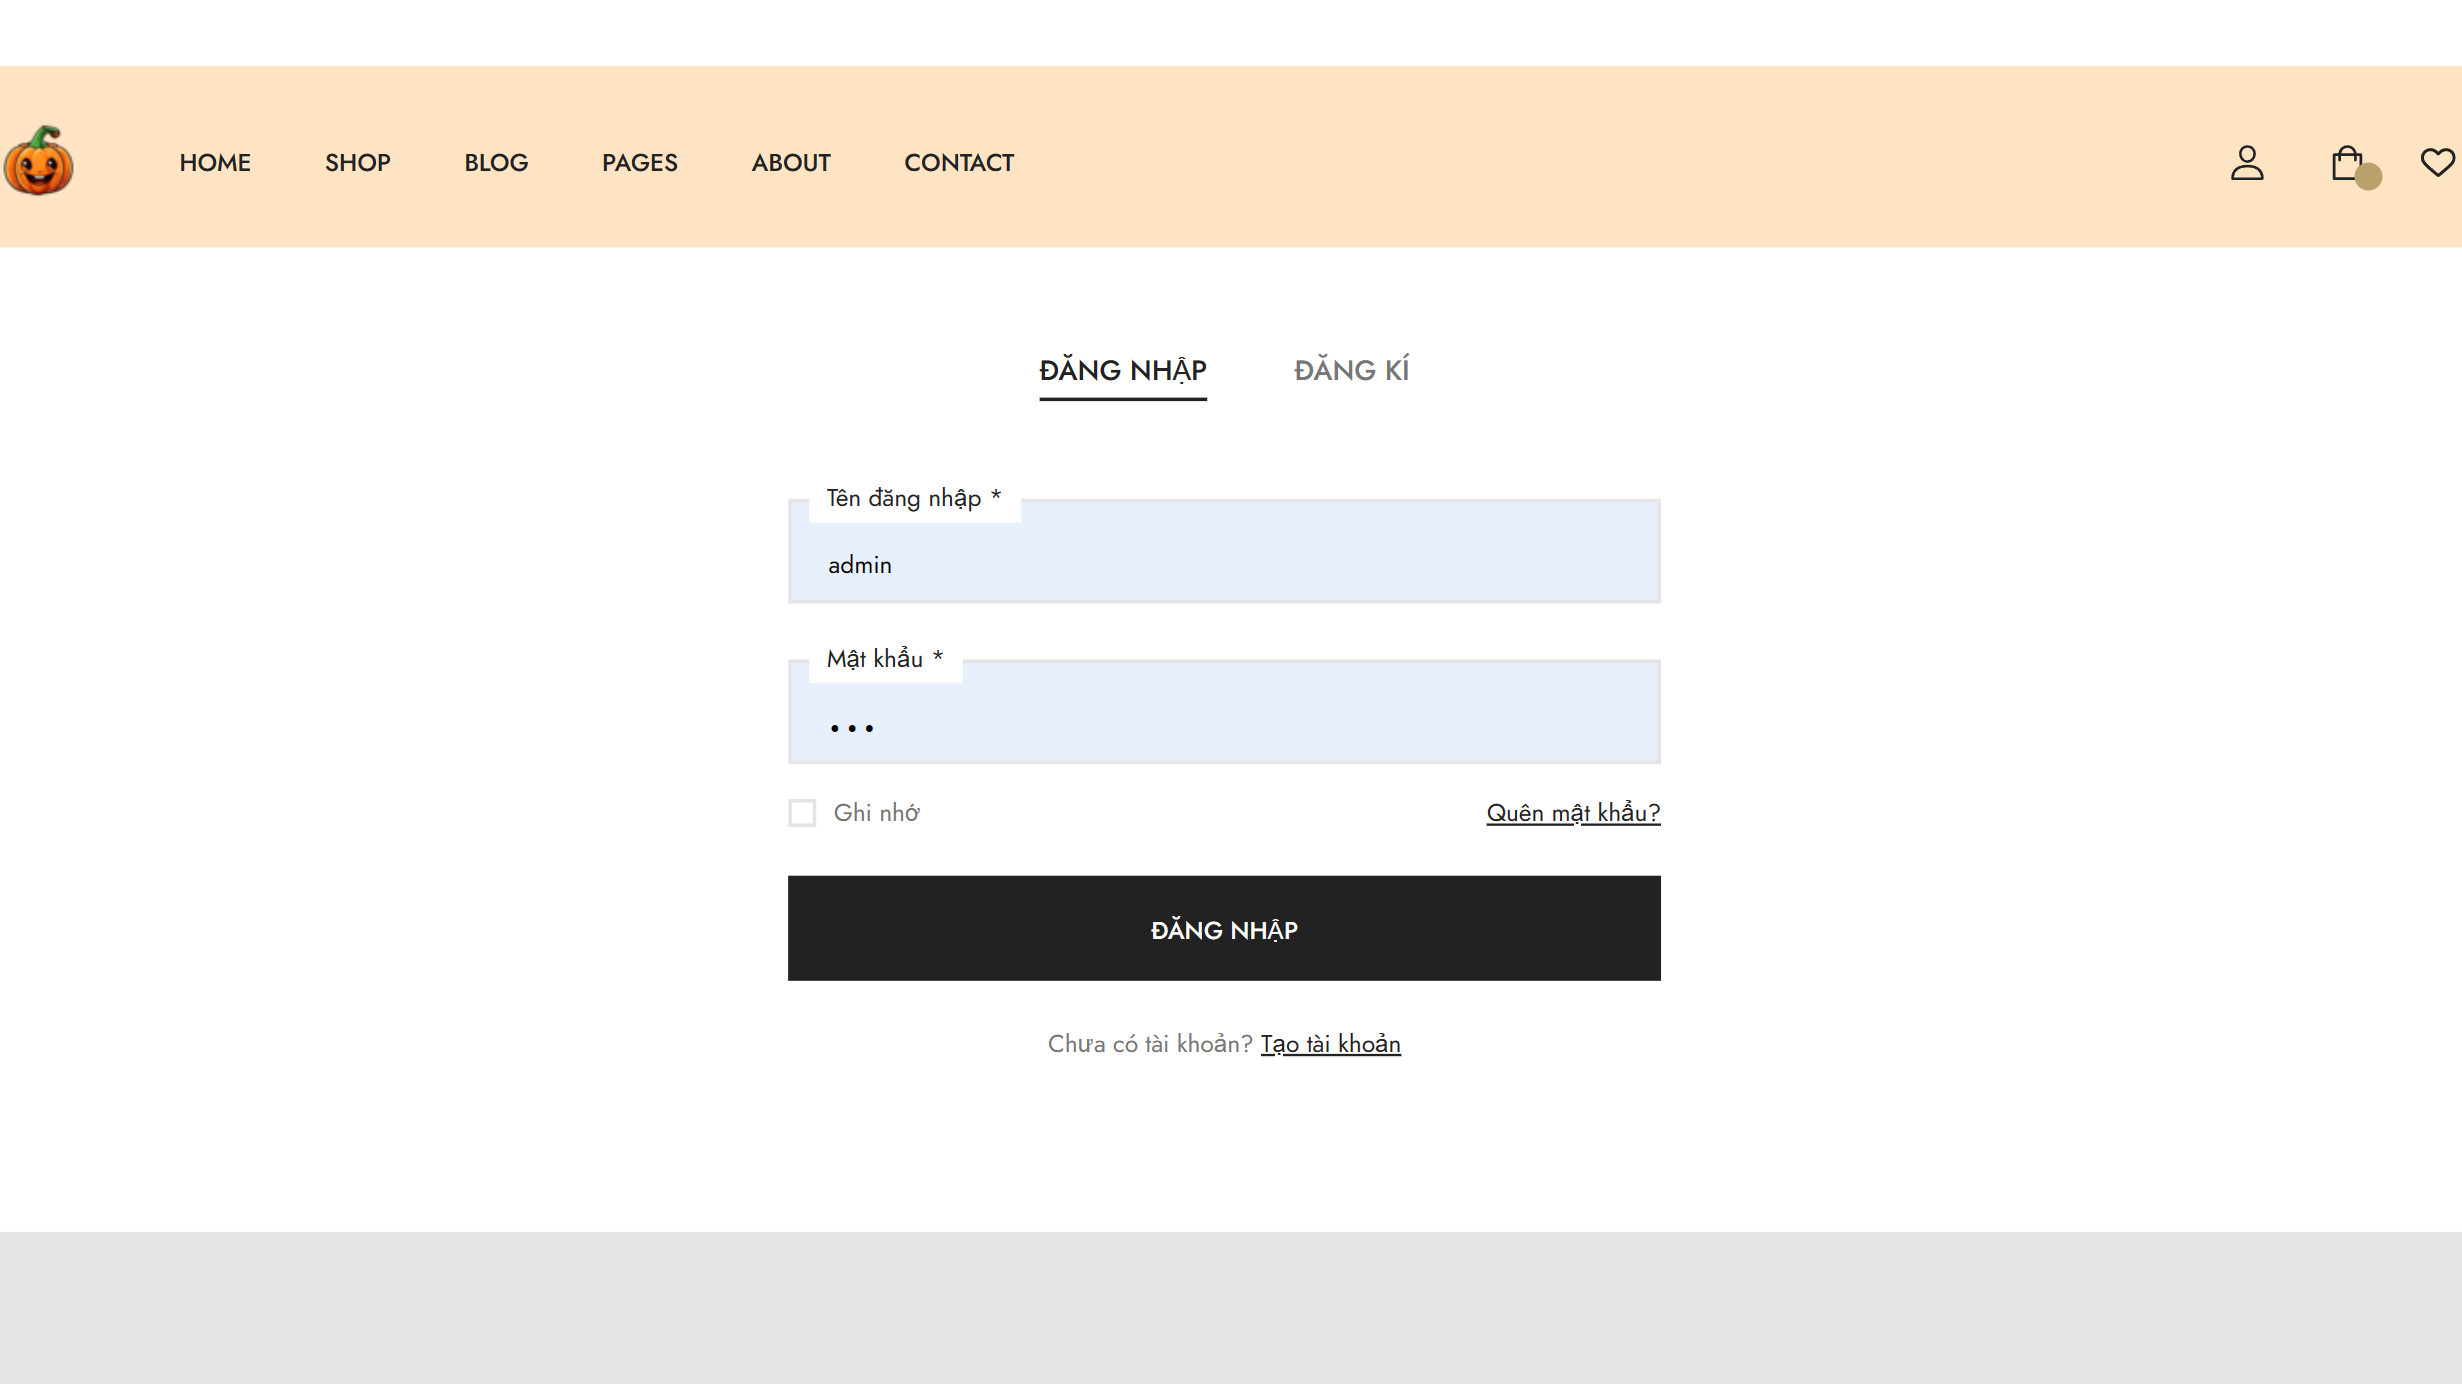 HOME SHOP BLOG PAGES ABOUT CONTACT
ĐĂNG NHẬP ĐĂNG KÍ
Tên đăng nhập *
admin
Mật khẩu *
•••
Ghi nhớ Quên mật khẩu?
ĐĂNG NHẬP
Chưa có tài khoản? Tạo tài khoản